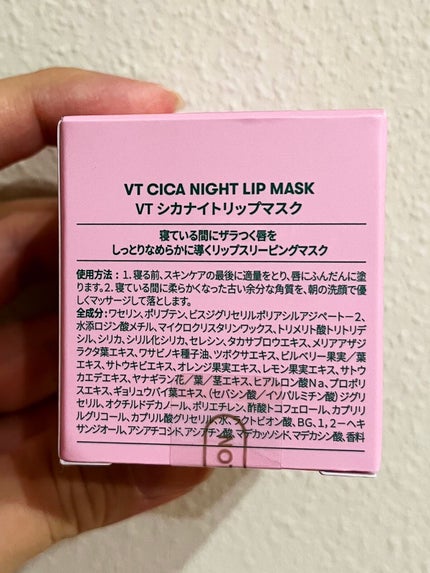 VT CICA NIGHT LIP MASK
VT シカナイトリップマスク
寝ている間にザラつく唇を
しっとりなめらかに導くリップスリーピングマスク
使用方法：1. 寝る前、スキンケアの最後に適量をとり、唇にふんだんに塗
ります。2. 寝ている間に柔らかくなった古い余分な角質を、朝の洗顔で優
しくマッサージして落とします。
全成分：ワセリン、ポリブテン、ビスジグリセリルポリアシルアジペート－2、
水添ロジン酸メチル、マイクロクリスタリンワックス、トリメリト酸トリトリデ
シル、シリカ、シリル化シリカ、セレシン、タカサブロウエキス、メリアアザジ
ラクタ葉エキス、ワサビノキ種子油、ツボクサエキス、ビルベリー果実／葉
エキス、サトウキビエキス、オレンジ果実エキス、レモン果実エキス、サトウ
カエデエキス、ヤナギラン花／葉／茎エキス、ヒアルロン酸Na、プロポリ
スエキス、ギョリュウバイ葉エキス、（セバシン酸／イソパルミチン酸）ジグリ
セリル、オクチルドデカノール、ポリエチレン、酢酸トコフェロール、カプリリ
ルグリコール、カプリル酸グリセリル、水、ラクトビオン酸、BG、1，2－ヘキ
サンジオール、アシアチコシド、アシアチン酸、マデカッソシド、マデカシン酸、香料
NO.